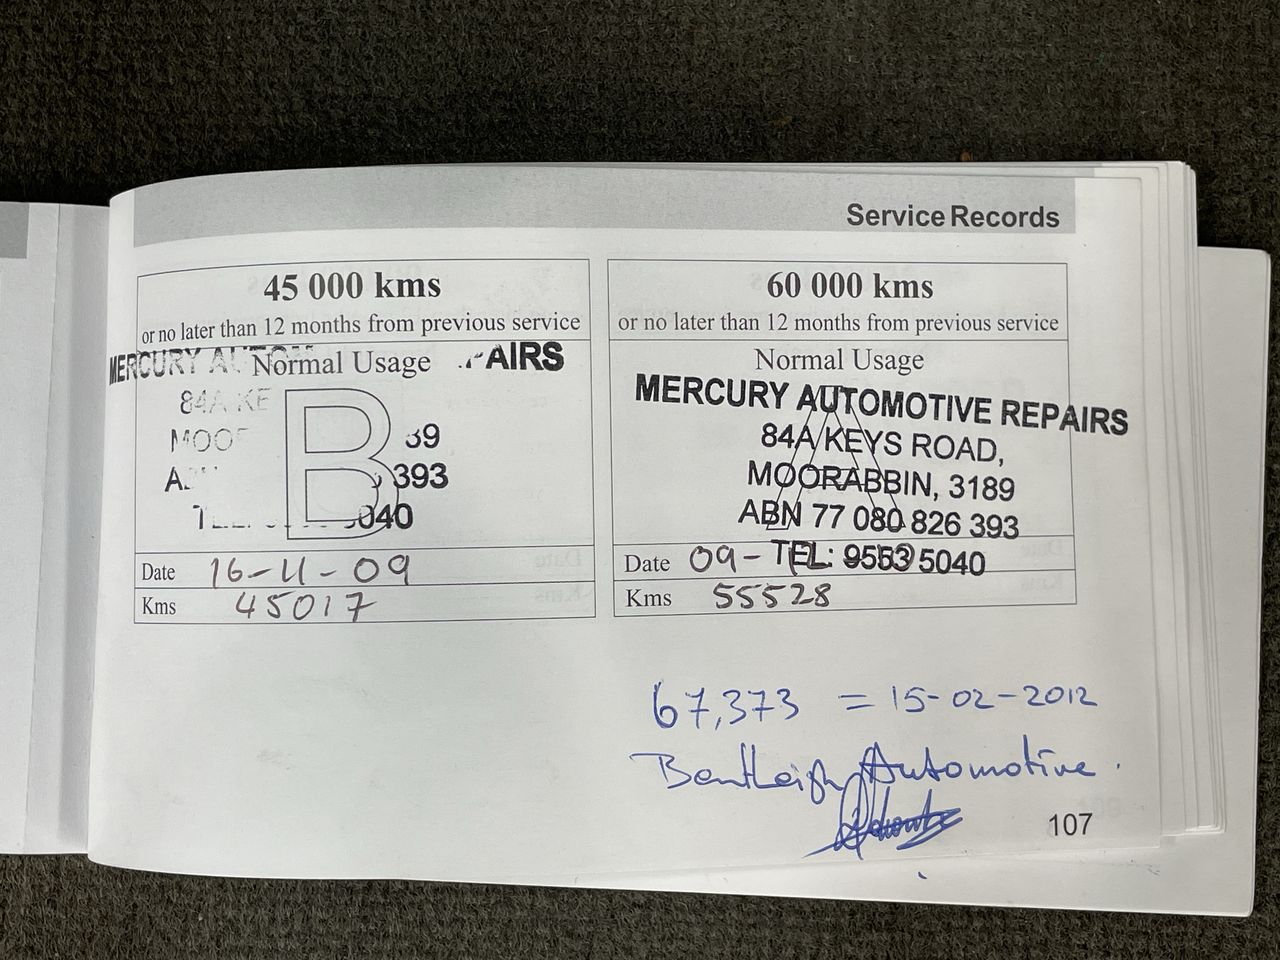 Service Records
45 000 kms
or no later than 12 months from previous service
Normal Usage
MERCURY AIRS
84A KE
MOO 39
A 393
B
T 5040
Date 16-11-09
Kms 45017
60 000 kms
or no later than 12 months from previous service
Normal Usage
MERCURY AUTOMOTIVE REPAIRS
84A KEYS ROAD,
MOORABBIN, 3189
ABN 77 080 826 393
A
TEL: 9553 5040
Date 09-
Kms 55528
67,373 = 15-02-2012
Bentleigh Automotive.
107